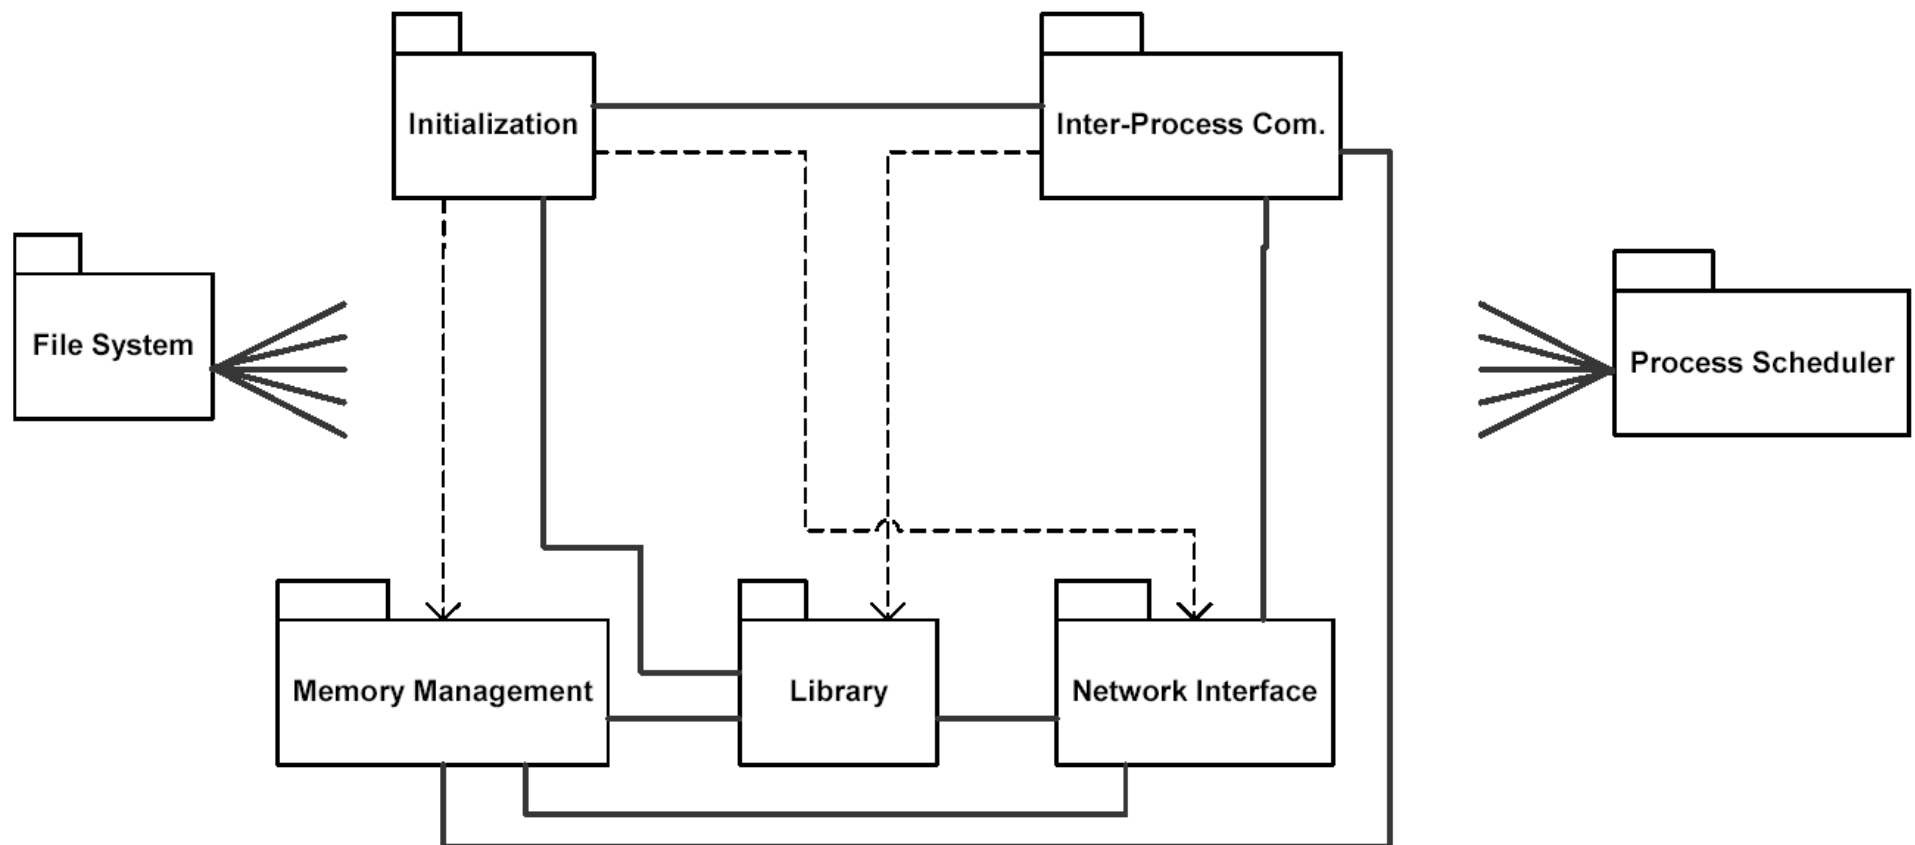 Initialization
Inter-Process Com.
File System
Process Scheduler
Memory Management
Library
Network Interface